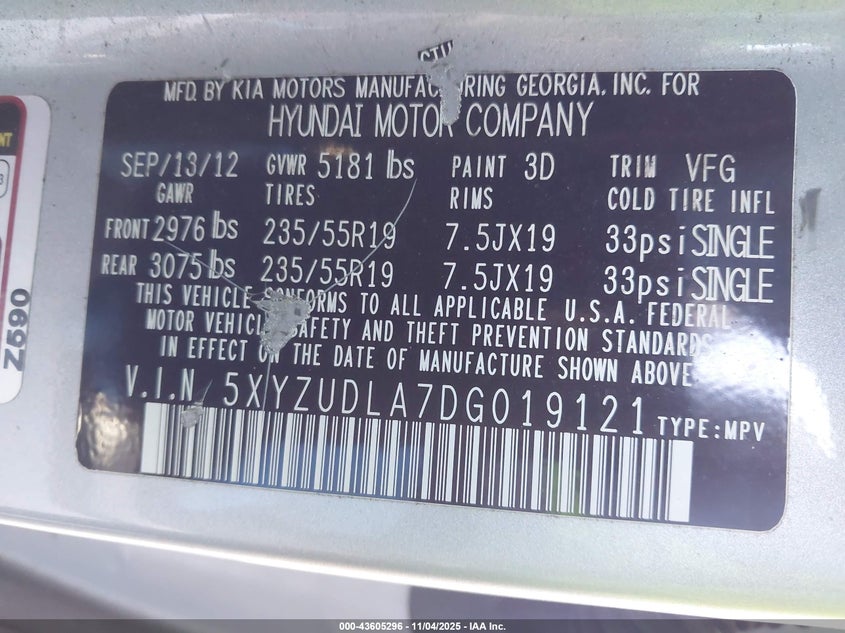 CTU
MFD. BY KIA MOTORS MANUFACTURING GEORGIA, INC. FOR
HYUNDAI MOTOR COMPANY
SEP/13/12 GVWR 5181 lbs PAINT 3D TRIM VFG
GAWR TIRES RIMS COLD TIRE INFL
FRONT 2976 lbs 235/55R19 7.5JX19 33psi SINGLE
REAR 3075 lbs 235/55R19 7.5JX19 33psi SINGLE
THIS VEHICLE CONFORMS TO ALL APPLICABLE U.S.A. FEDERAL
MOTOR VEHICLE SAFETY AND THEFT PREVENTION STANDARDS
IN EFFECT ON THE DATE OF MANUFACTURE SHOWN ABOVE.
V.I.N. 5XYZUDLA7DG019121 TYPE:MPV
Z590
000-43605296 - 11/04/2025 - IAA Inc.